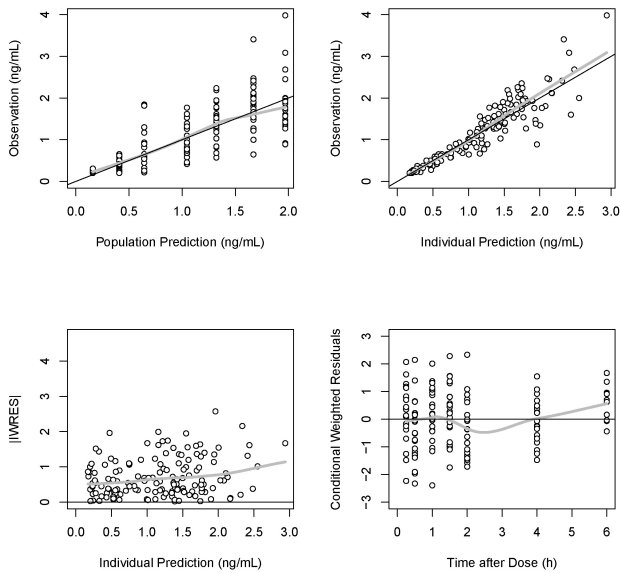 Observation (ng/mL)
4
3
2
1
0
0.0 0.5 1.0 1.5 2.0
Population Prediction (ng/mL)
Observation (ng/mL)
4
3
2
1
0
0.0 0.5 1.0 1.5 2.0 2.5 3.0
Individual Prediction (ng/mL)
|IWRES|
4
3
2
1
0
0.0 0.5 1.0 1.5 2.0 2.5 3.0
Individual Prediction (ng/mL)
Conditional Weighted Residuals
3
2
1
0
−1
−2
−3
0 1 2 3 4 5 6
Time after Dose (h)